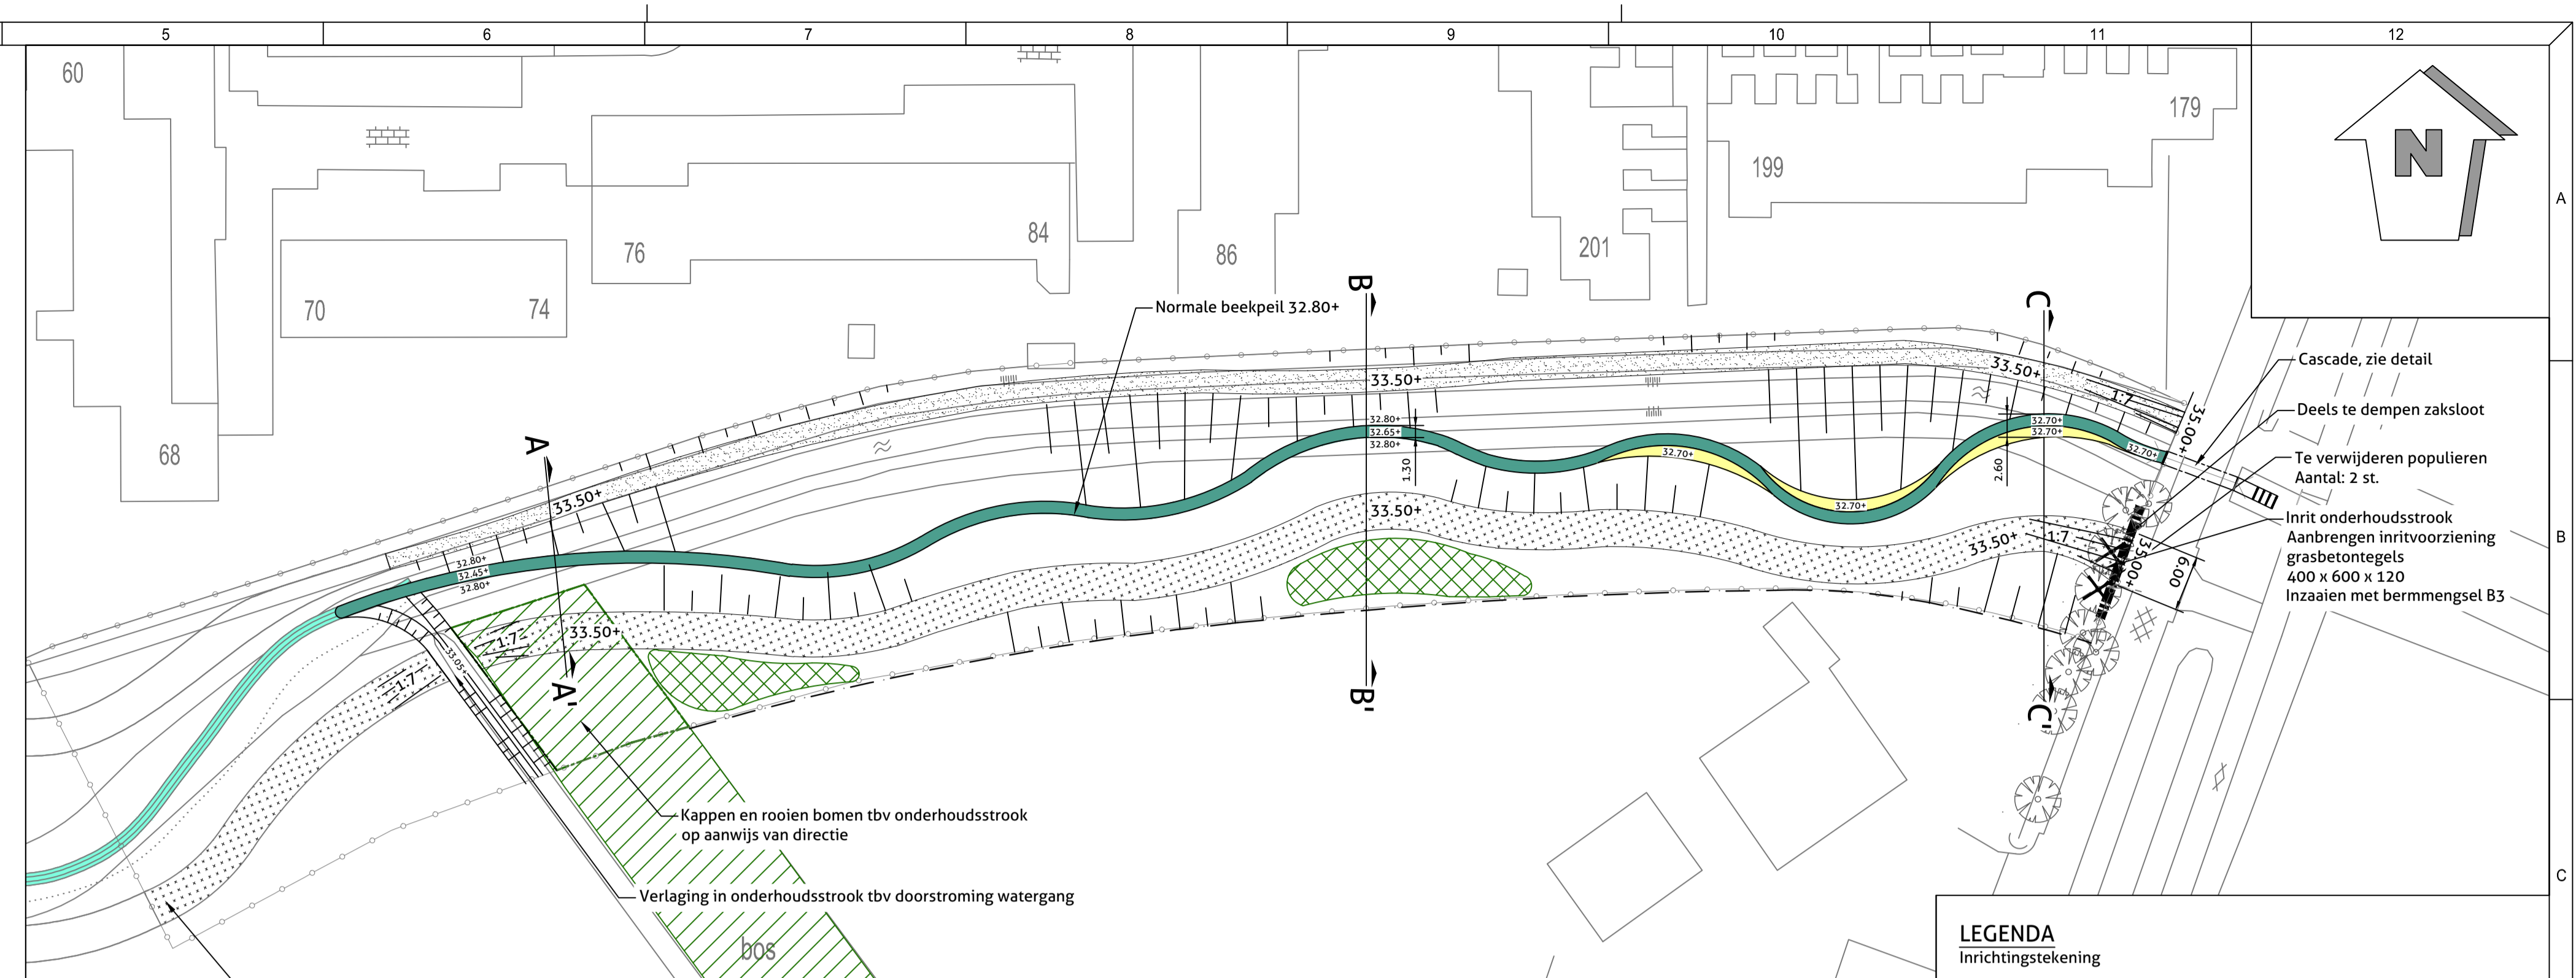 5 6 7 8 9 10 11 12
60
179
N
199
A
84
76
86
201
70 74
68
Normale beekpeil 32.80+
B
C
A
33.50+
33.50+
1:7
35.00+
Cascade, zie detail
Deels te dempen zaksloot
Te verwijderen populieren
Aantal: 2 st.
Inrit onderhoudsstrook
Aanbrengen inritvoorziening
grasbetontegels
400 x 600 x 120
Inzaaien met bermmengsel B3
32.80+
32.65+
32.80+
1.30
32.70+
32.70+
32.70+
32.70+
32.70+
2.60
33.50+
33.50+
33.50+
1:7
35.00+
600
B
32.80+
32.45+
32.80+
33.05+
1:7
33.50+
1:7
A'
B'
C'
Kappen en rooien bomen tbv onderhoudsstrook
op aanwijs van directie
Verlaging in onderhoudsstrook tbv doorstroming watergang
bos
C
LEGENDA
Inrichtingstekening